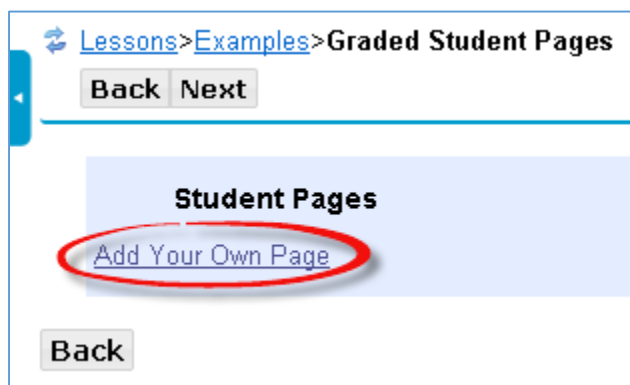 Lessons>Examples>Graded Student Pages
Back Next
Student Pages
Add Your Own Page
Back